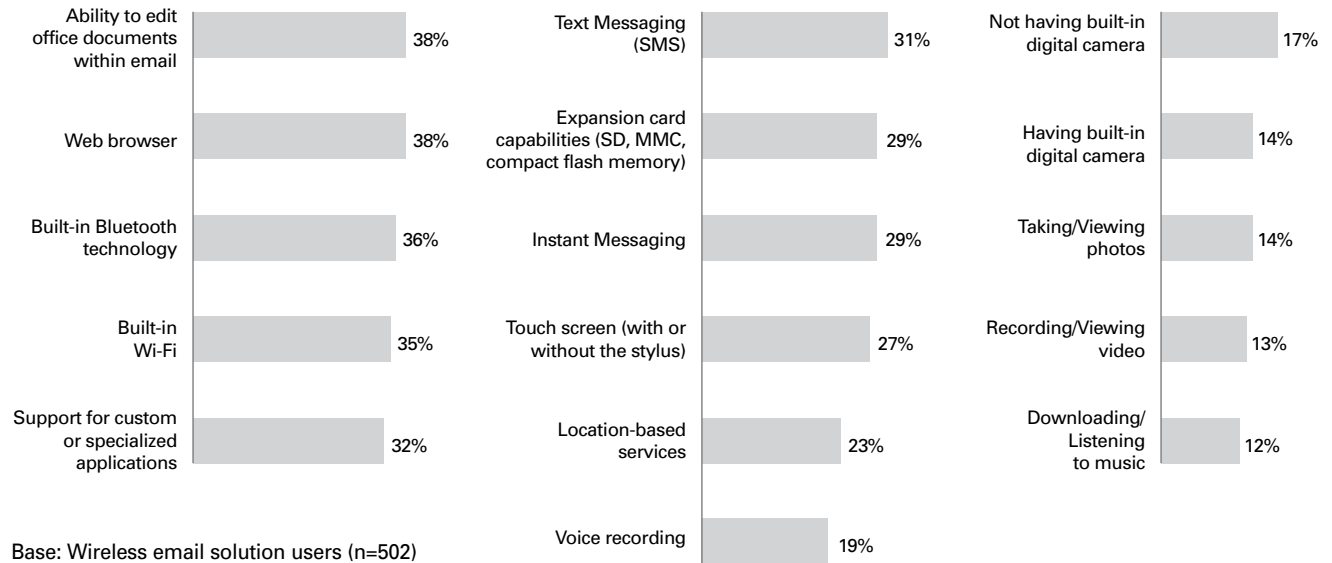 Ability to edit
office documents
within email
38%
Web browser
38%
Built-in Bluetooth
technology
36%
Built-in
Wi-Fi
35%
Support for custom
or specialized
applications
32%
Text Messaging
(SMS)
31%
Expansion card
capabilities (SD, MMC,
compact flash memory)
29%
Instant Messaging
29%
Touch screen (with or
without the stylus)
27%
Location-based
services
23%
Voice recording
19%
Not having built-in
digital camera
17%
Having built-in
digital camera
14%
Taking/Viewing
photos
14%
Recording/Viewing
video
13%
Downloading/
Listening
to music
12%
Base: Wireless email solution users (n=502)